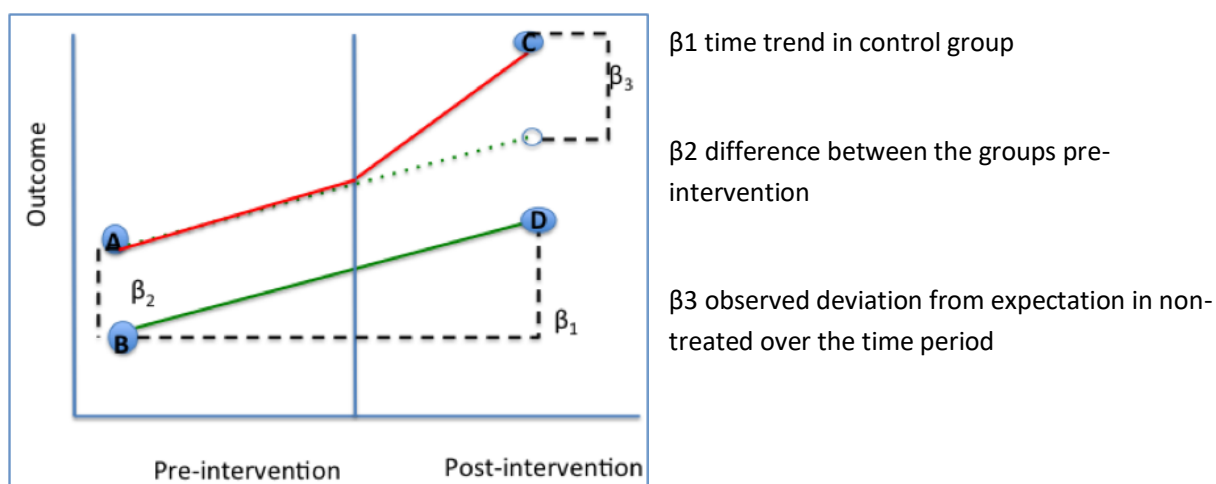 Outcome
A
B
C
D
β2
β1
β3
Pre-intervention
Post-intervention
β1 time trend in control group
β2 difference between the groups pre-
intervention
β3 observed deviation from expectation in non-
treated over the time period